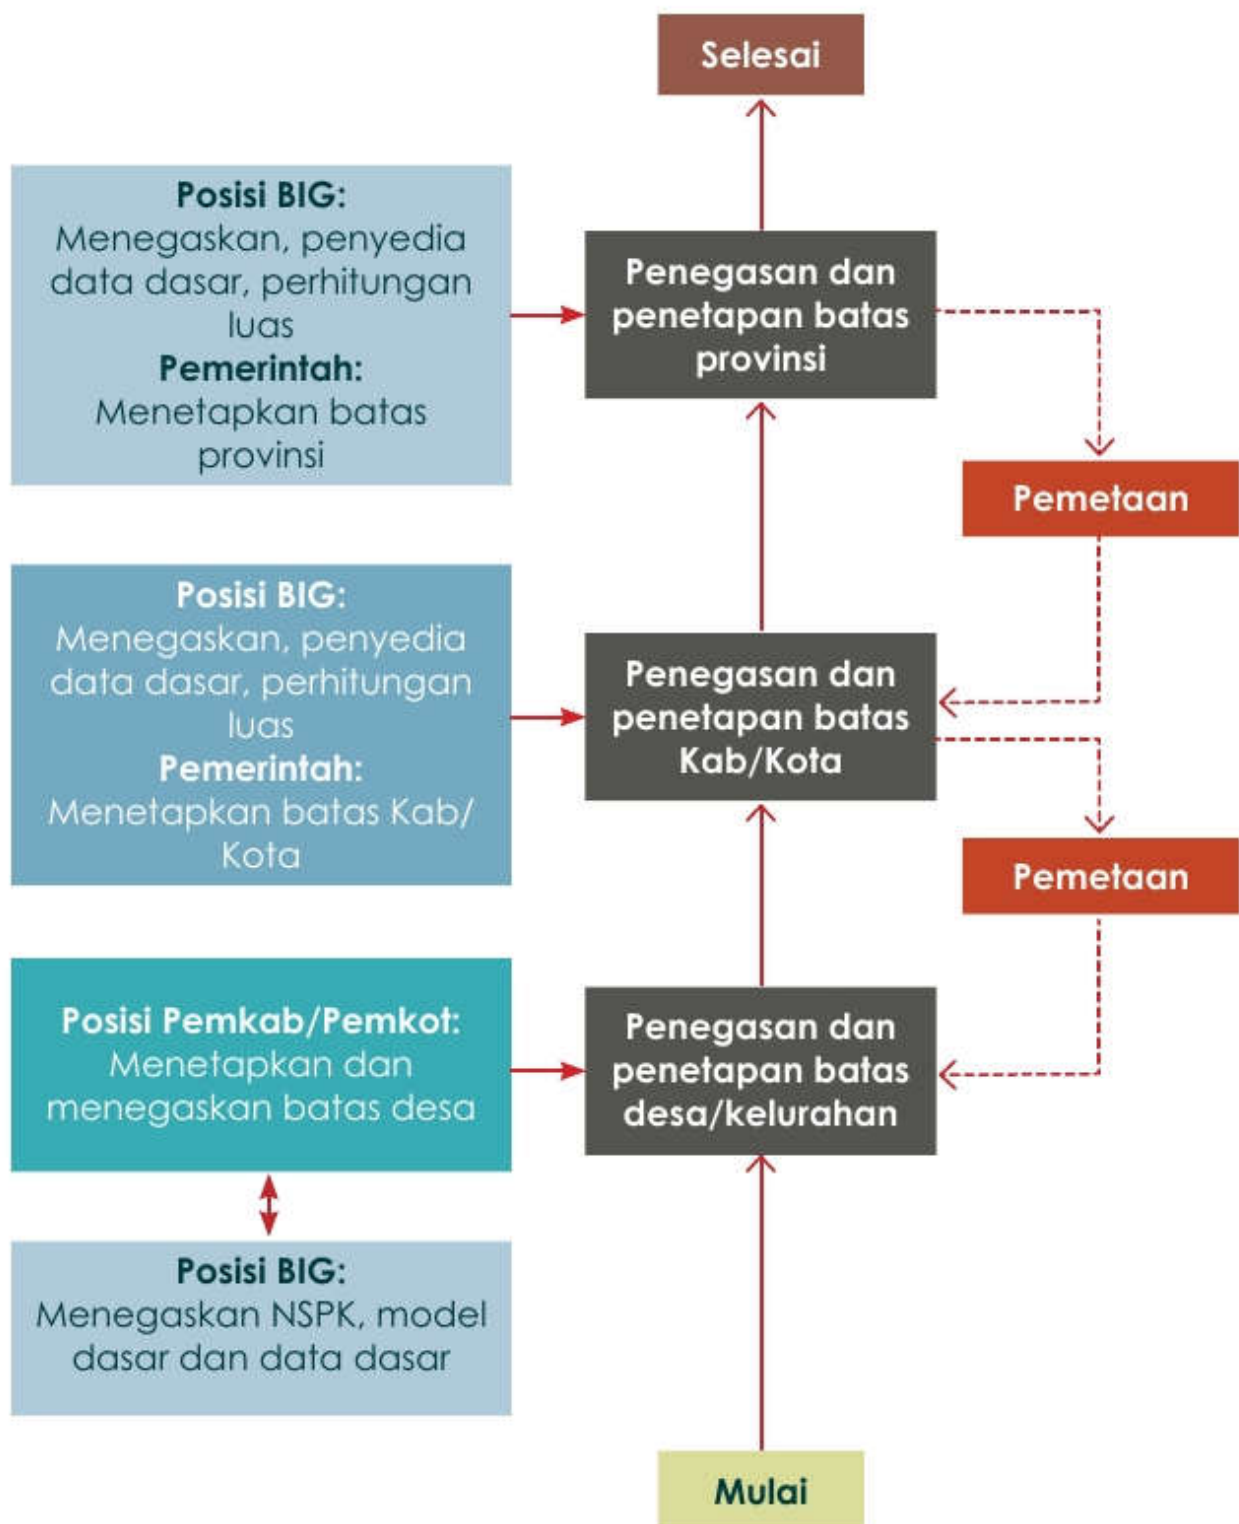 Selesai
Posisi BIG:
Menegaskan, penyedia
data dasar, perhitungan
luas
Pemerintah:
Menetapkan batas
provinsi
Penegasan dan
penetapan batas
provinsi
Pemetaan
Posisi BIG:
Menegaskan, penyedia
data dasar, perhitungan
luas
Pemerintah:
Menetapkan batas Kab/
Kota
Penegasan dan
penetapan batas
Kab/Kota
Pemetaan
Posisi Pemkab/Pemkot:
Menetapkan dan
menegaskan batas desa
Penegasan dan
penetapan batas
desa/kelurahan
Posisi BIG:
Menegaskan NSPK, model
dasar dan data dasar
Mulai